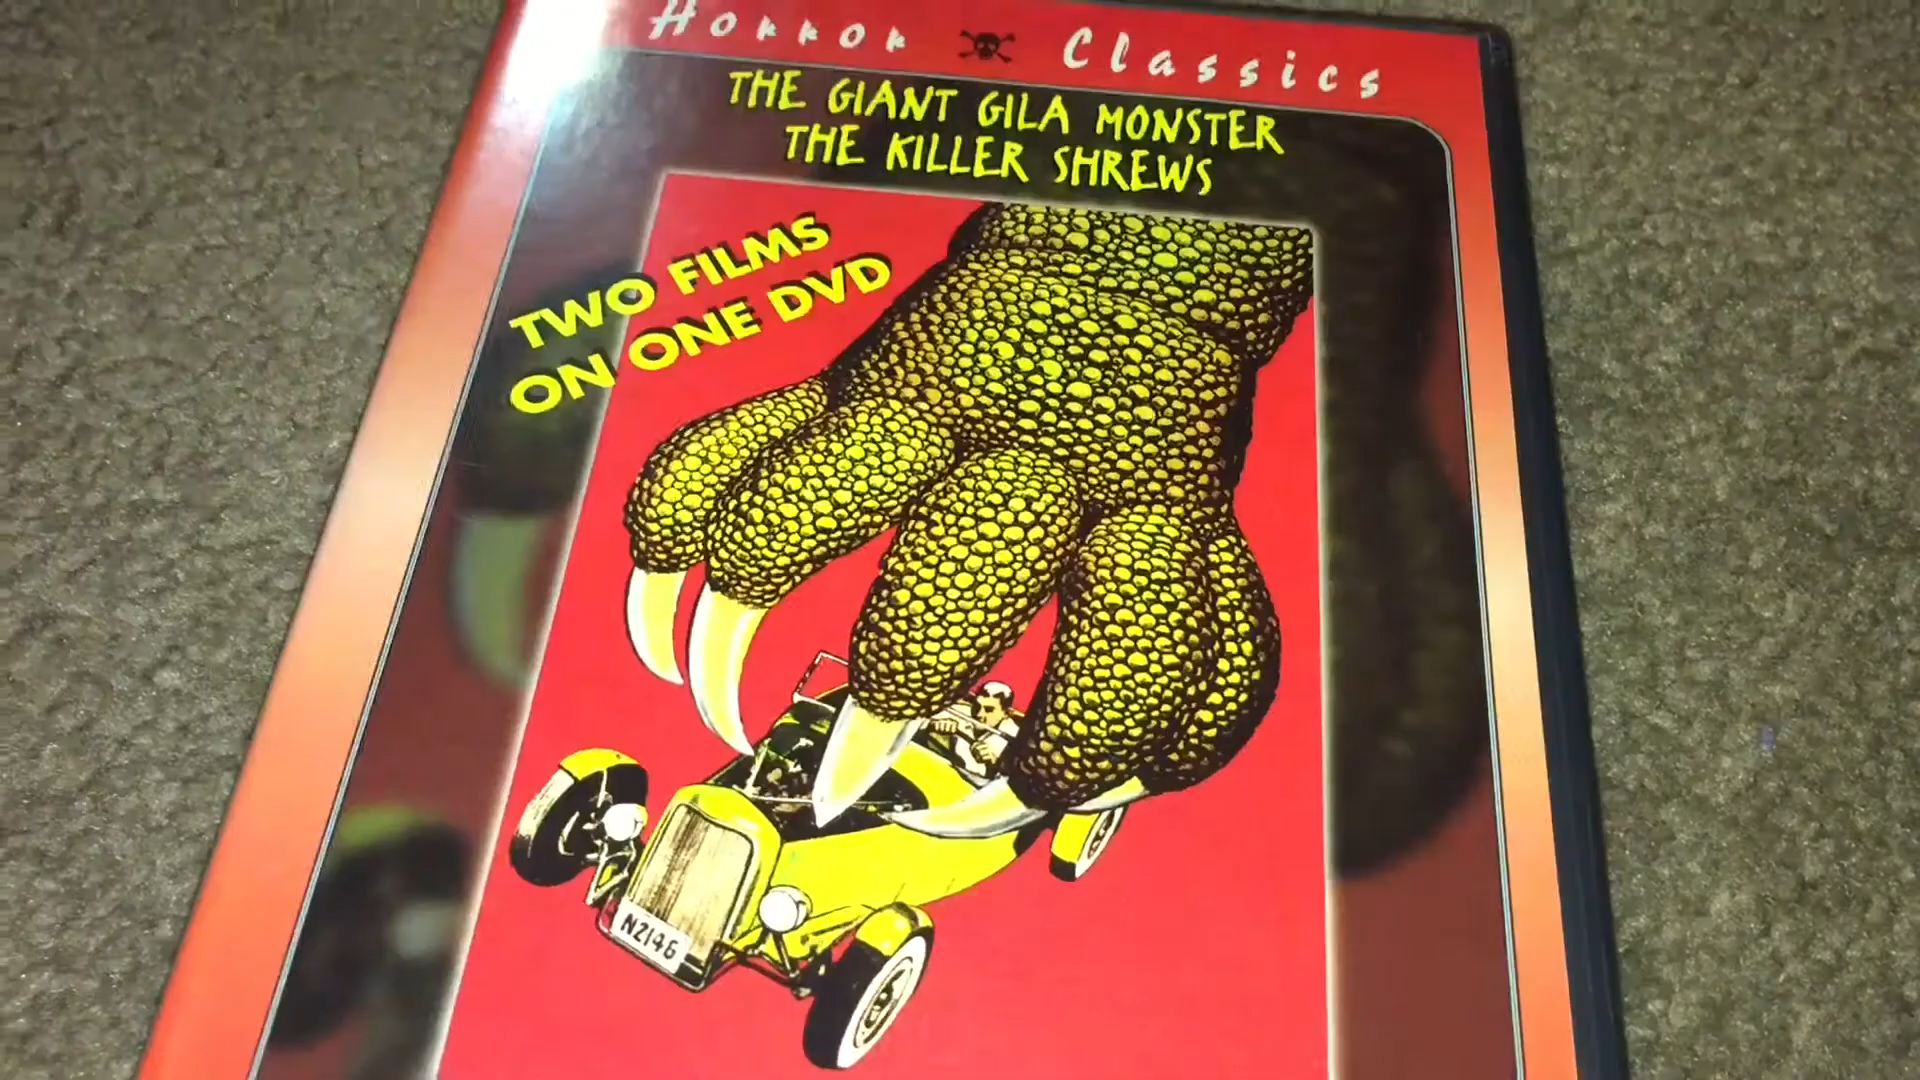 Horror Classics
THE GIANT GILA MONSTER
THE KILLER SHREWS
TWO FILMS
ON ONE DVD
NZ146